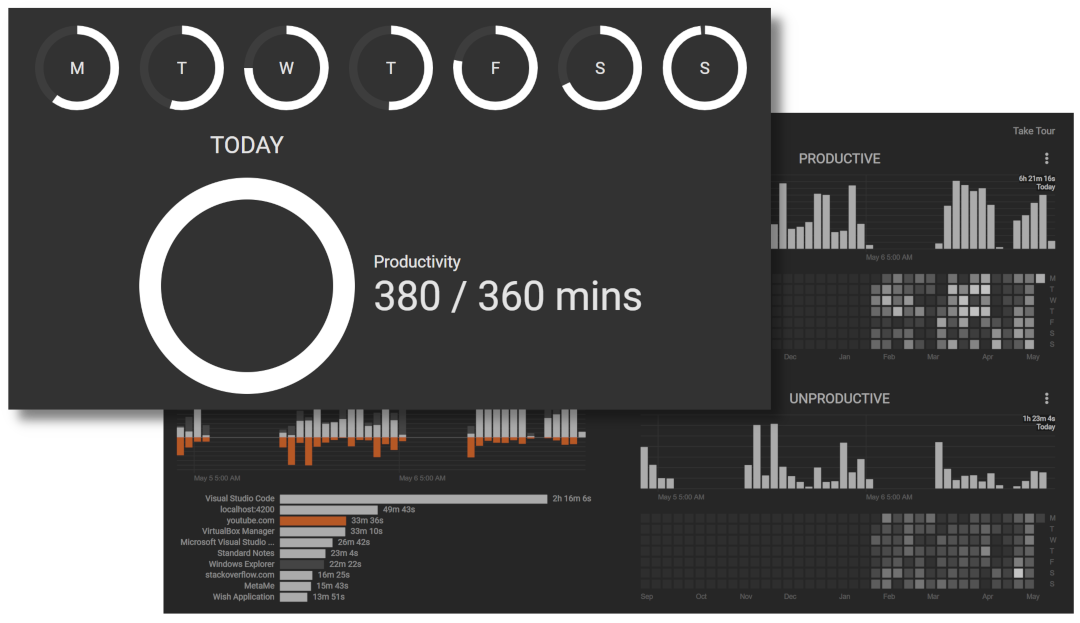 M T W T F S S
TODAY
Productivity
380 / 360 mins
Take Tour
PRODUCTIVE
6h 21m 16s
Today
May 6 5:00 AM
M
T
W
T
F
S
S
Dec Jan Feb Mar Apr May
May 5 5:00 AM May 6 5:00 AM
Visual Studio Code 2h 16m 6s
localhost:4200 49m 43s
youtube.com 33m 36s
VirtualBox Manager 33m 10s
Microsoft Visual Studio ... 26m 42s
Standard Notes 23m 4s
Windows Explorer 22m 22s
stackoverflow.com 16m 25s
MetaMe 15m 43s
Wish Application 13m 51s
UNPRODUCTIVE
1h 23m 4s
Today
May 5 5:00 AM May 6 5:00 AM
M
T
W
T
F
S
S
Sep Oct Nov Dec Jan Feb Mar Apr May